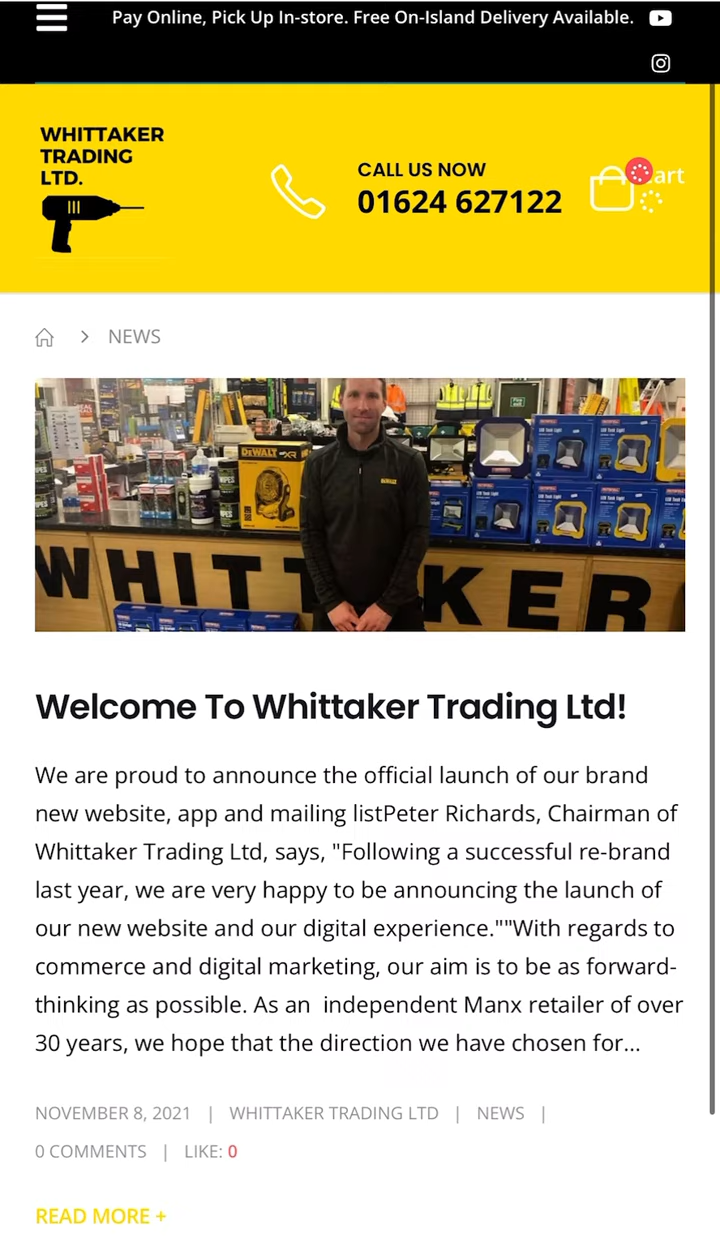 Pay Online, Pick Up In-store. Free On-Island Delivery Available.
WHITTAKER
TRADING
LTD.
CALL US NOW
01624 627122
art
NEWS
DEWALT XR
DEWALT
WHITT KER
Welcome To Whittaker Trading Ltd!
We are proud to announce the official launch of our brand
new website, app and mailing listPeter Richards, Chairman of
Whittaker Trading Ltd, says, "Following a successful re-brand
last year, we are very happy to be announcing the launch of
our new website and our digital experience.""With regards to
commerce and digital marketing, our aim is to be as forward-
thinking as possible. As an  independent Manx retailer of over
30 years, we hope that the direction we have chosen for...
NOVEMBER 8, 2021 | WHITTAKER TRADING LTD | NEWS |
0 COMMENTS | LIKE: 0
READ MORE +